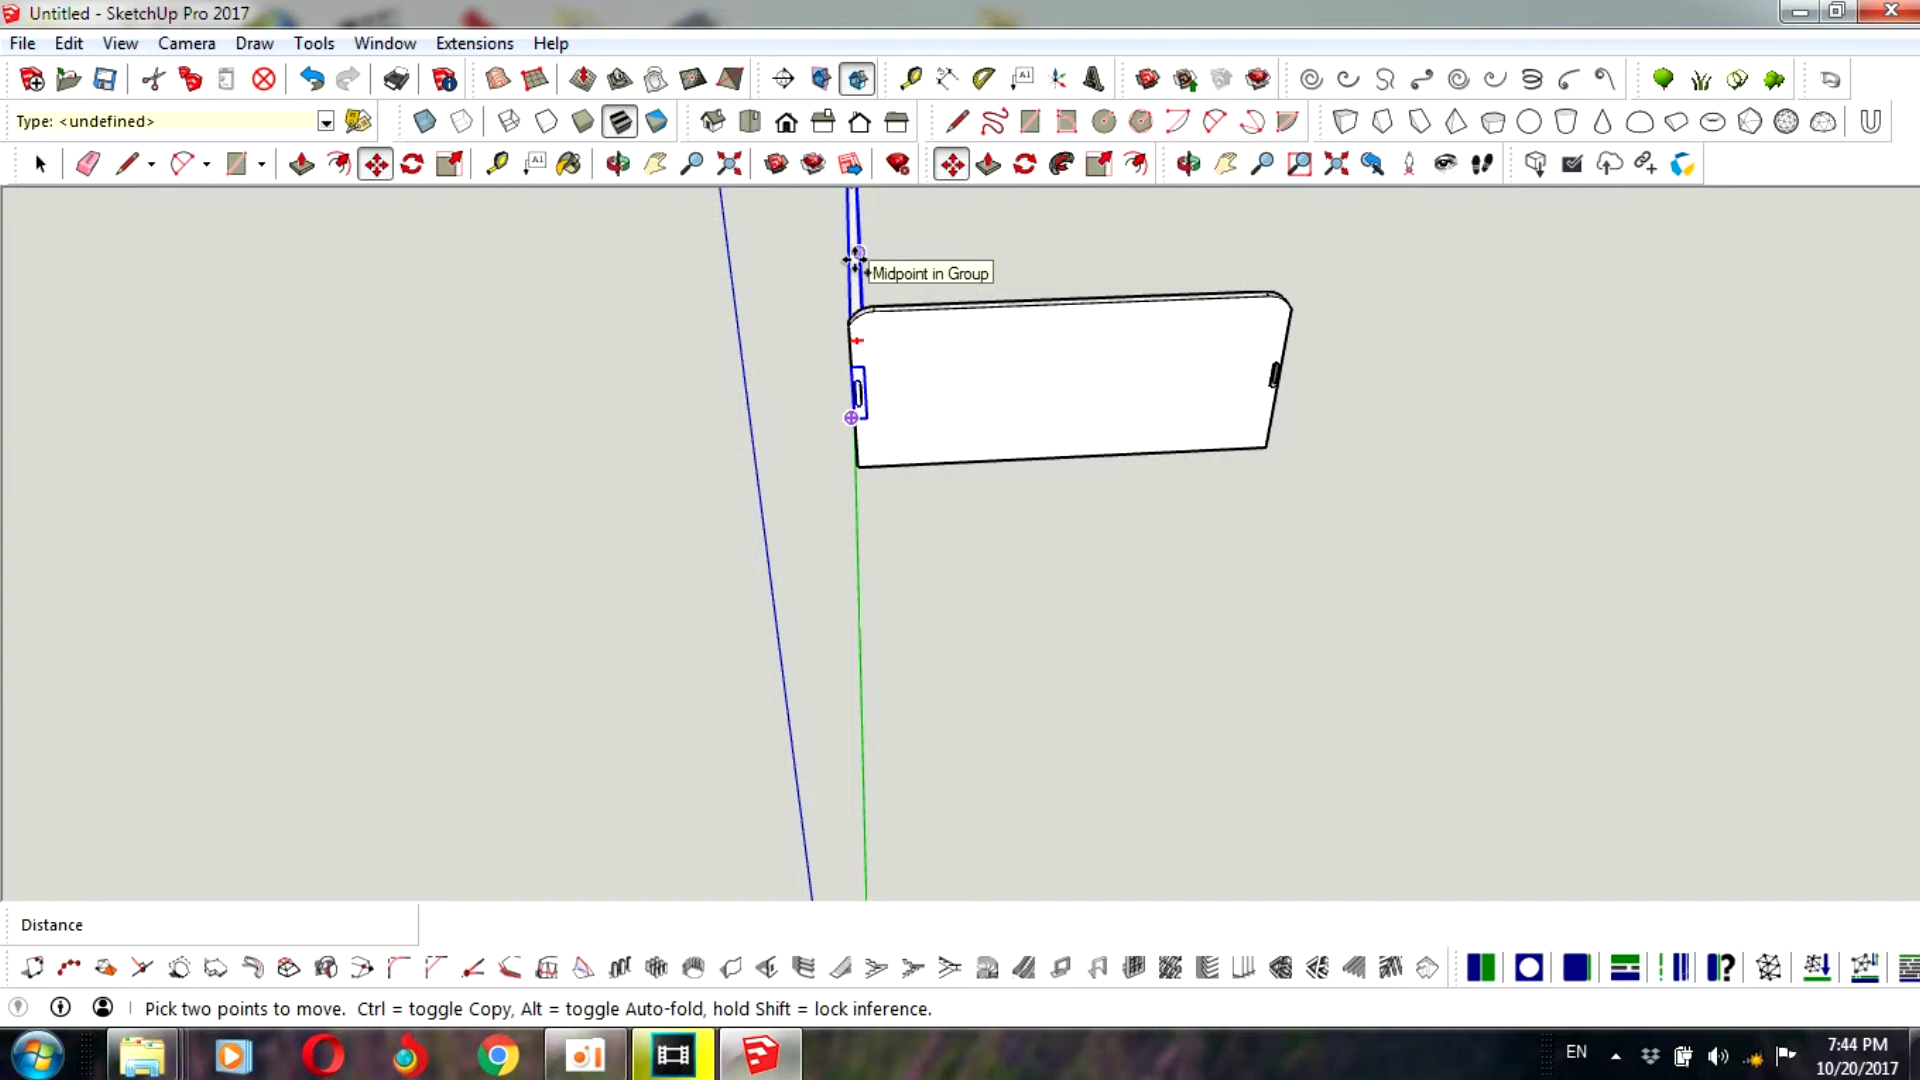 Untitled - SketchUp Pro 2017
File Edit View Camera Draw Tools Window Extensions Help
Type: <undefined>
Midpoint in Group
Distance
Pick two points to move. Ctrl = toggle Copy, Alt = toggle Auto-fold, hold Shift = lock inference.
EN
7:44 PM
10/20/2017